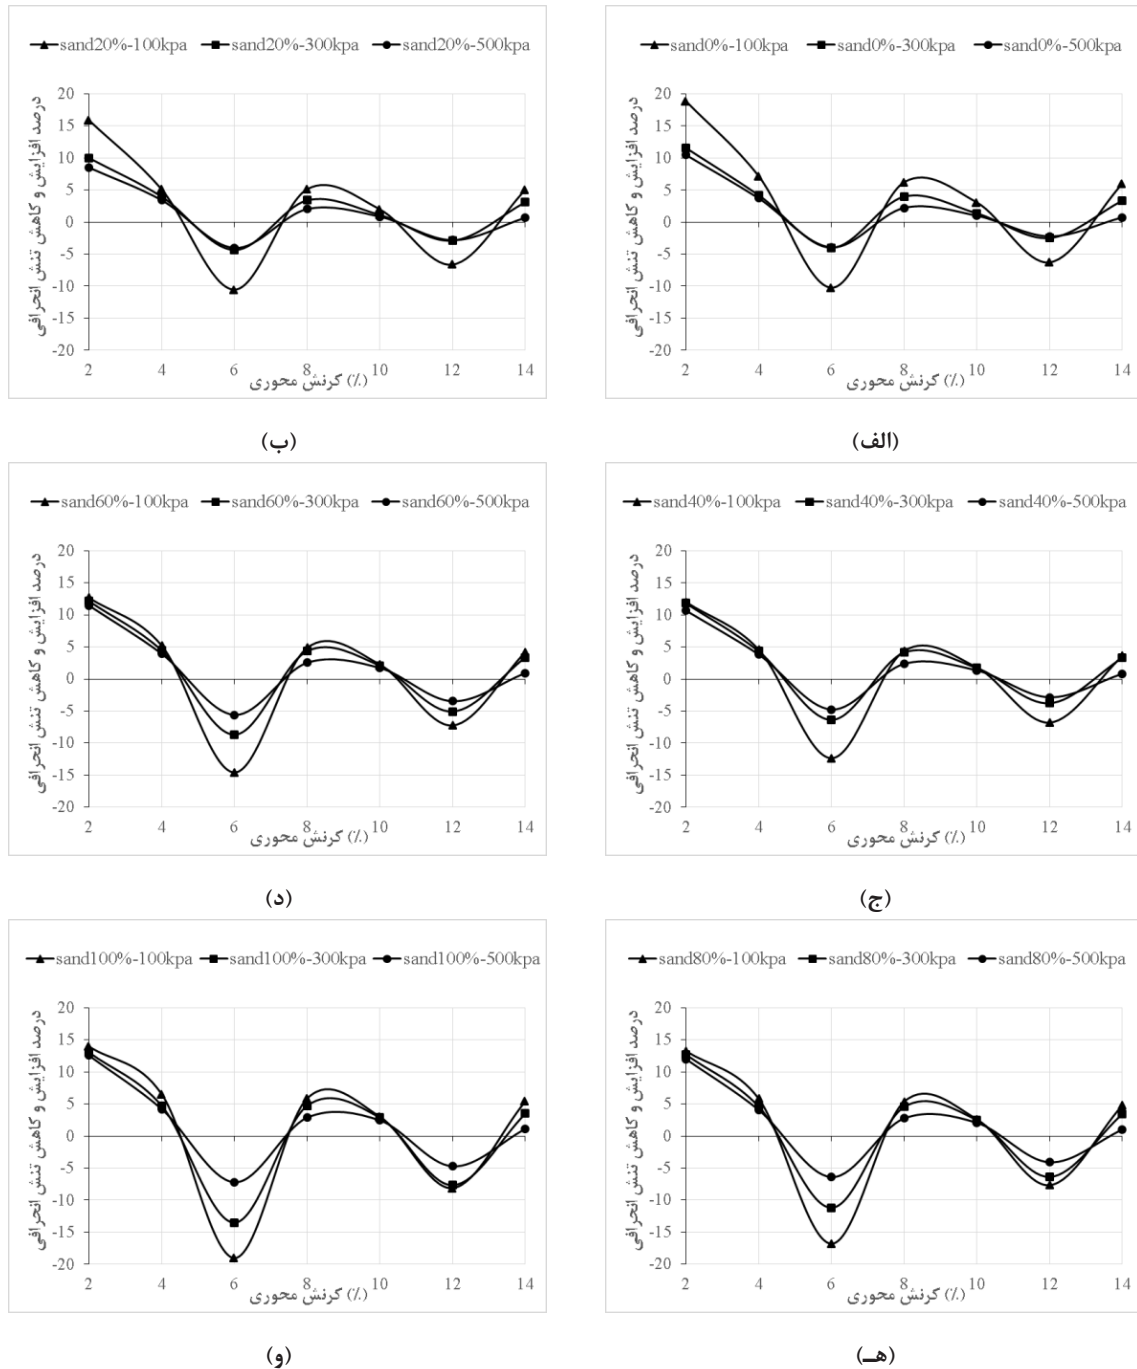 sand0%-100kpa sand0%-300kpa sand0%-500kpa
درصد افزایش و کاهش تنش انحرافی
20
15
10
5
0
-5
-10
-15
-20
2 4 6 8 10 12 14
کرنش محوری (٪)
(الف)
sand20%-100kpa sand20%-300kpa sand20%-500kpa
درصد افزایش و کاهش تنش انحرافی
20
15
10
5
0
-5
-10
-15
-20
2 4 6 8 10 12 14
کرنش محوری (٪)
(ب)
sand40%-100kpa sand40%-300kpa sand40%-500kpa
درصد افزایش و کاهش تنش انحرافی
20
15
10
5
0
-5
-10
-15
-20
2 4 6 8 10 12 14
کرنش محوری (٪)
(ج)
sand60%-100kpa sand60%-300kpa sand60%-500kpa
درصد افزایش و کاهش تنش انحرافی
20
15
10
5
0
-5
-10
-15
-20
2 4 6 8 10 12 14
کرنش محوری (٪)
(د)
sand80%-100kpa sand80%-300kpa sand80%-500kpa
درصد افزایش و کاهش تنش انحرافی
20
15
10
5
0
-5
-10
-15
-20
2 4 6 8 10 12 14
کرنش محوری (٪)
(هـ)
sand100%-100kpa sand100%-300kpa sand100%-500kpa
درصد افزایش و کاهش تنش انحرافی
20
15
10
5
0
-5
-10
-15
-20
2 4 6 8 10 12 14
کرنش محوری (٪)
(و)